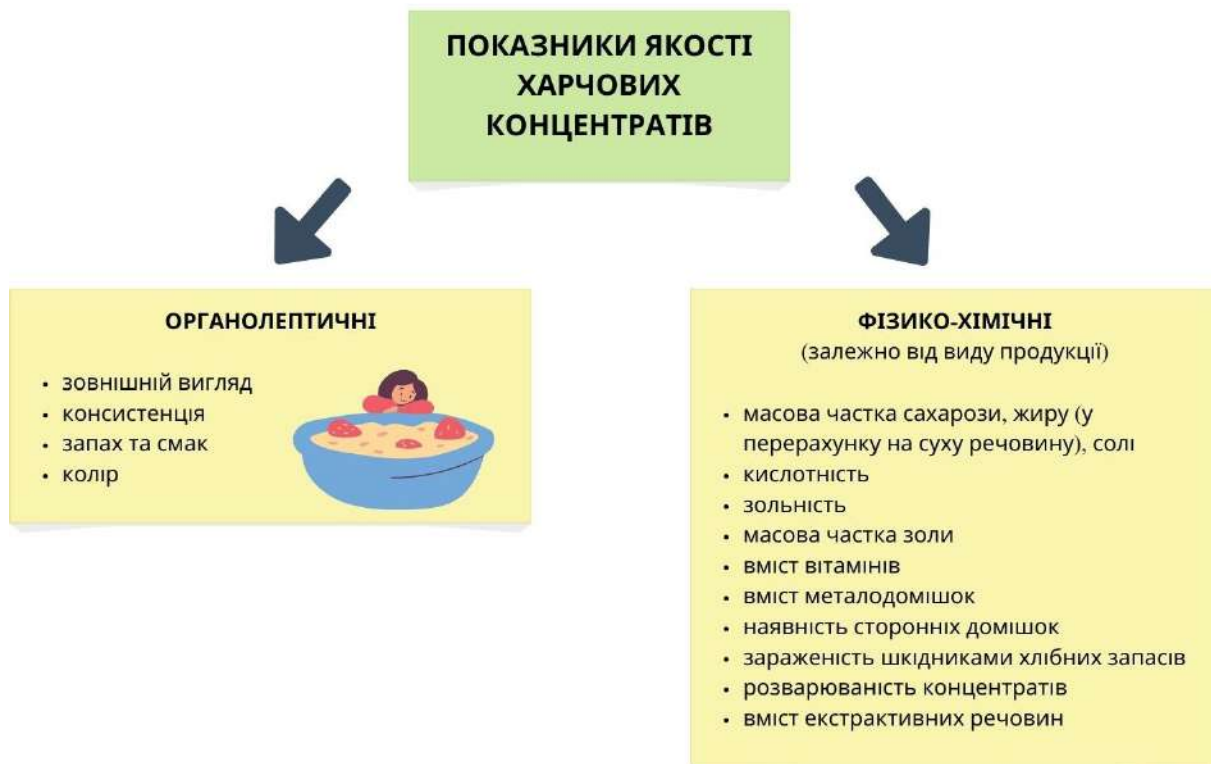 ПОКАЗНИКИ ЯКОСТІ
ХАРЧОВИХ
КОНЦЕНТРАТІВ
ОРГАНОЛЕПТИЧНІ
• зовнішній вигляд
• консистенція
• запах та смак
• колір
ФІЗИКО-ХІМІЧНІ
(залежно від виду продукції)
• масова частка сахарози, жиру (у
перерахунку на суху речовину), солі
• кислотність
• зольність
• масова частка золи
• вміст вітамінів
• вміст металодомішок
• наявність сторонніх домішок
• зараженість шкідниками хлібних запасів
• розварюваність концентратів
• вміст екстрактивних речовин